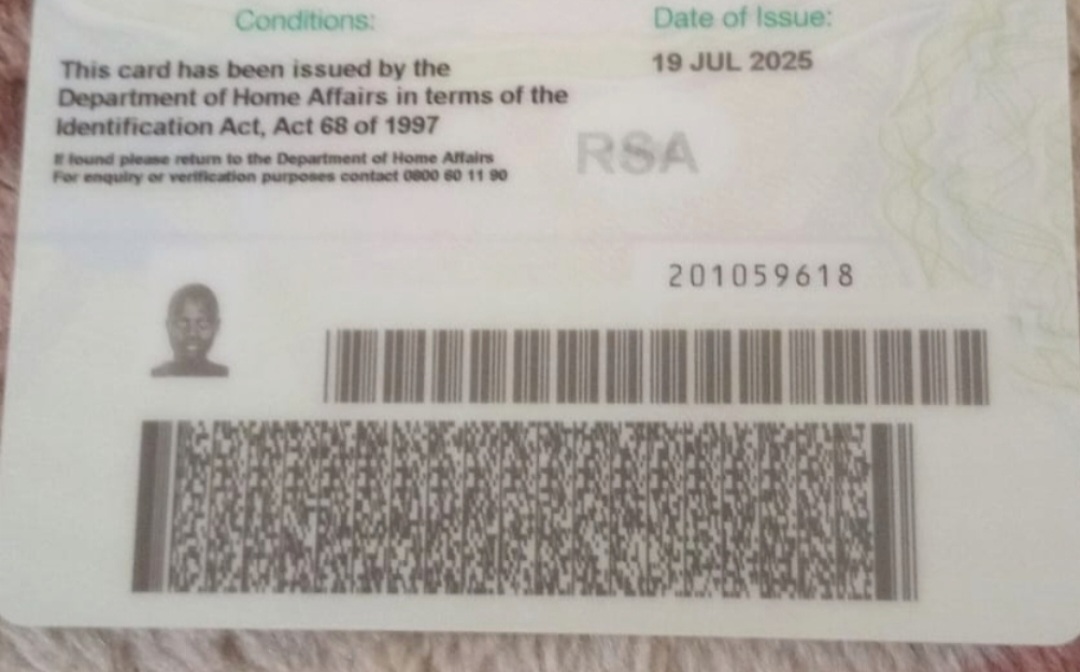 Conditions:
This card has been issued by the
Department of Home Affairs in terms of the
Identification Act, Act 68 of 1997
If found please return to the Department of Home Affairs
For enquiry or verification purposes contact 0800 60 11 90
Date of Issue:
19 JUL 2025
RSA
201059618